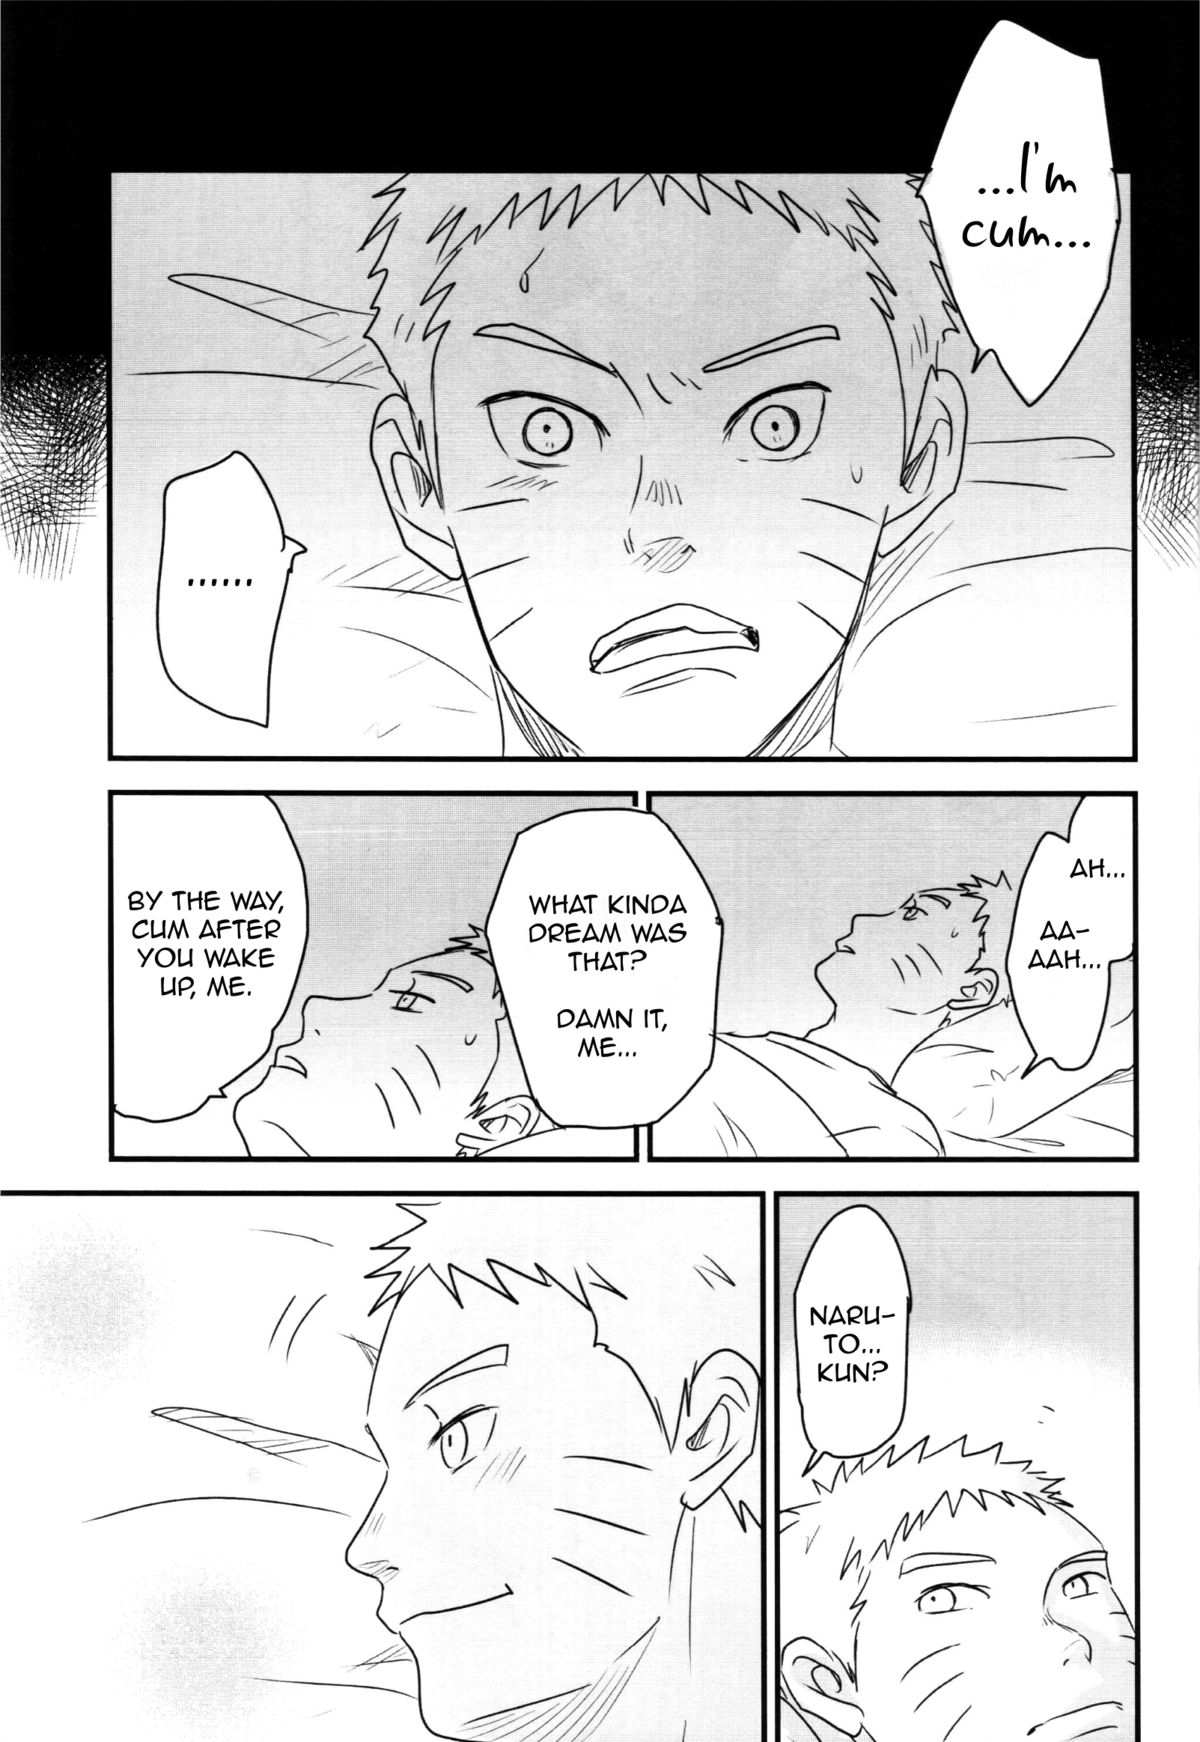 ...I'm
cum...
......
AH...
AA-
AAH...
WHAT KINDA
DREAM WAS
THAT?
DAMN IT,
ME...
BY THE WAY,
CUM AFTER
YOU WAKE
UP, ME.
NARU-
TO...
KUN?